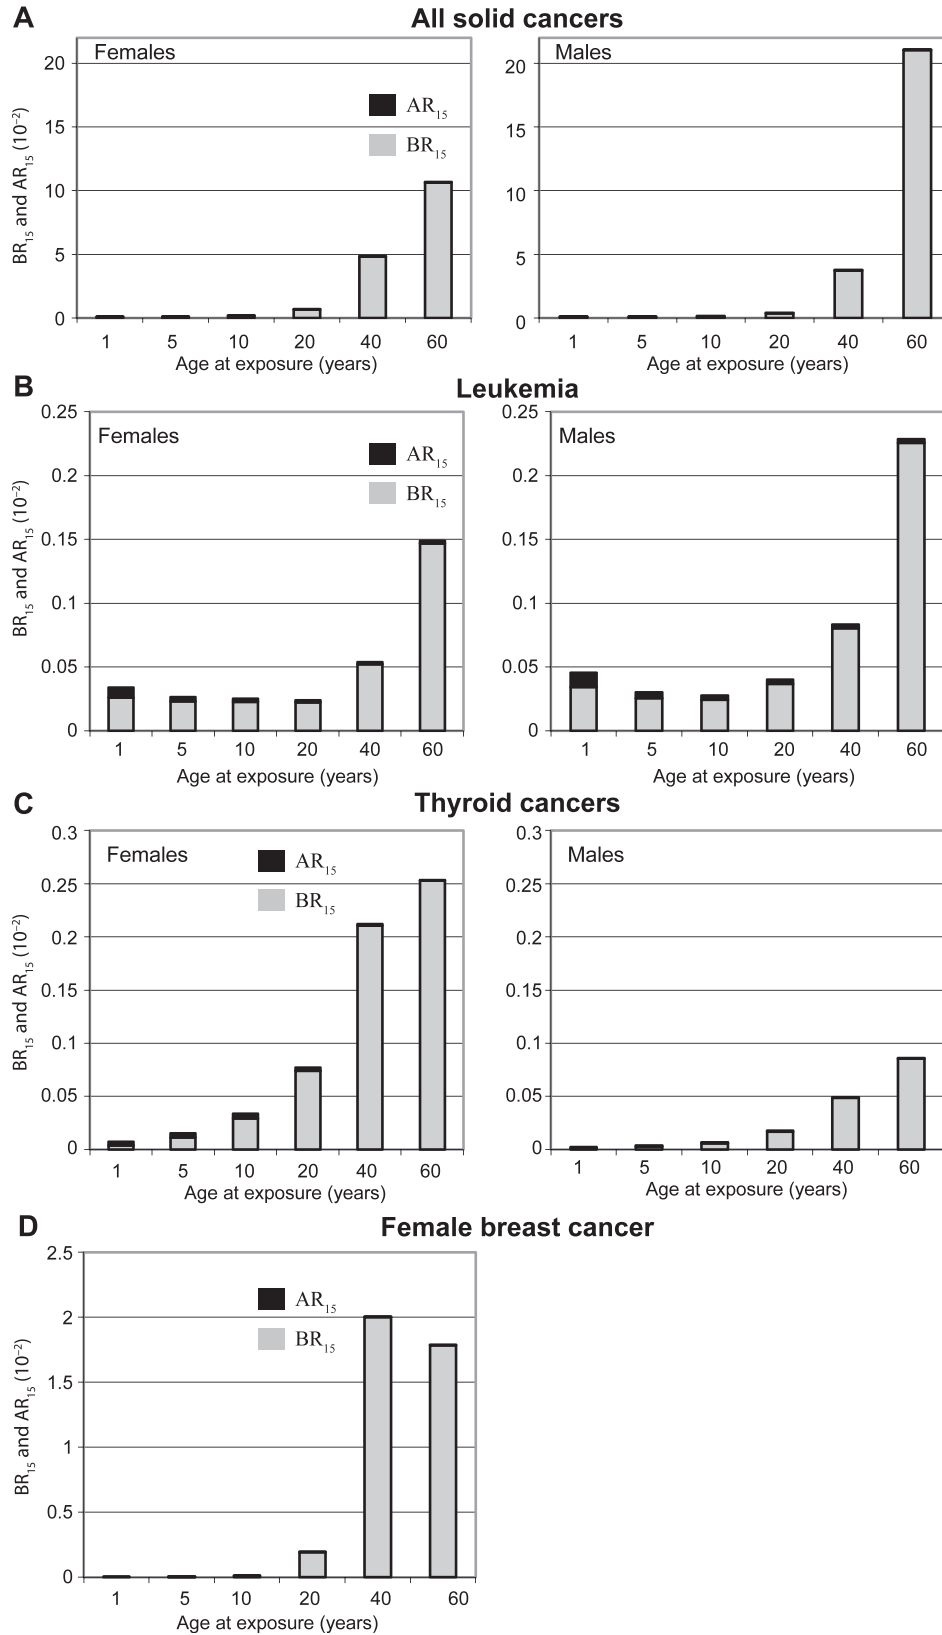 A All solid cancers
Females
AR₁₅
BR₁₅
BR₁₅ and AR₁₅ (10⁻²)
20
15
10
5
0
1 5 10 20 40 60
Age at exposure (years)
Males
20
15
10
5
0
1 5 10 20 40 60
Age at exposure (years)
B Leukemia
Females
AR₁₅
BR₁₅
BR₁₅ and AR₁₅ (10⁻²)
0.25
0.2
0.15
0.1
0.05
0
1 5 10 20 40 60
Age at exposure (years)
Males
0.25
0.2
0.15
0.1
0.05
0
1 5 10 20 40 60
Age at exposure (years)
C Thyroid cancers
Females
AR₁₅
BR₁₅
BR₁₅ and AR₁₅ (10⁻²)
0.3
0.25
0.2
0.15
0.1
0.05
0
1 5 10 20 40 60
Age at exposure (years)
Males
0.3
0.25
0.2
0.15
0.1
0.05
0
1 5 10 20 40 60
Age at exposure (years)
D Female breast cancer
AR₁₅
BR₁₅
BR₁₅ and AR₁₅ (10⁻²)
2.5
2
1.5
1
0.5
0
1 5 10 20 40 60
Age at exposure (years)